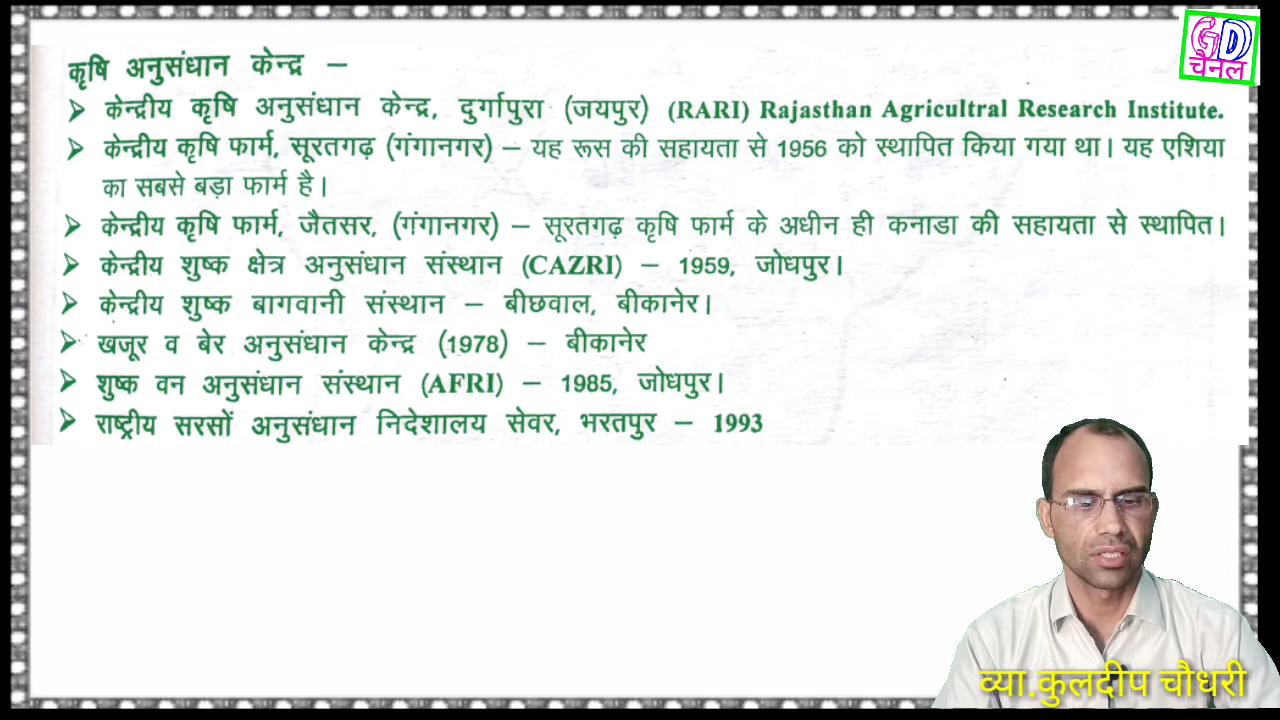 GD
चैनल
कृषि अनुसंधान केन्द्र –
➤ केन्द्रीय कृषि अनुसंधान केन्द्र, दुर्गापुरा (जयपुर) (RARI) Rajasthan Agricultral Research Institute.
➤ केन्द्रीय कृषि फार्म, सूरतगढ़ (गंगानगर) – यह रूस की सहायता से 1956 को स्थापित किया गया था। यह एशिया
का सबसे बड़ा फार्म है।
➤ केन्द्रीय कृषि फार्म, जैतसर, (गंगानगर) – सूरतगढ़ कृषि फार्म के अधीन ही कनाडा की सहायता से स्थापित।
➤ केन्द्रीय शुष्क क्षेत्र अनुसंधान संस्थान (CAZRI) – 1959, जोधपुर।
➤ केन्द्रीय शुष्क बागवानी संस्थान – बीछवाल, बीकानेर।
➤ खजूर व बेर अनुसंधान केन्द्र (1978) – बीकानेर
➤ शुष्क वन अनुसंधान संस्थान (AFRI) – 1985, जोधपुर।
➤ राष्ट्रीय सरसों अनुसंधान निदेशालय सेवर, भरतपुर – 1993
व्या.कुलदीप चौधरी